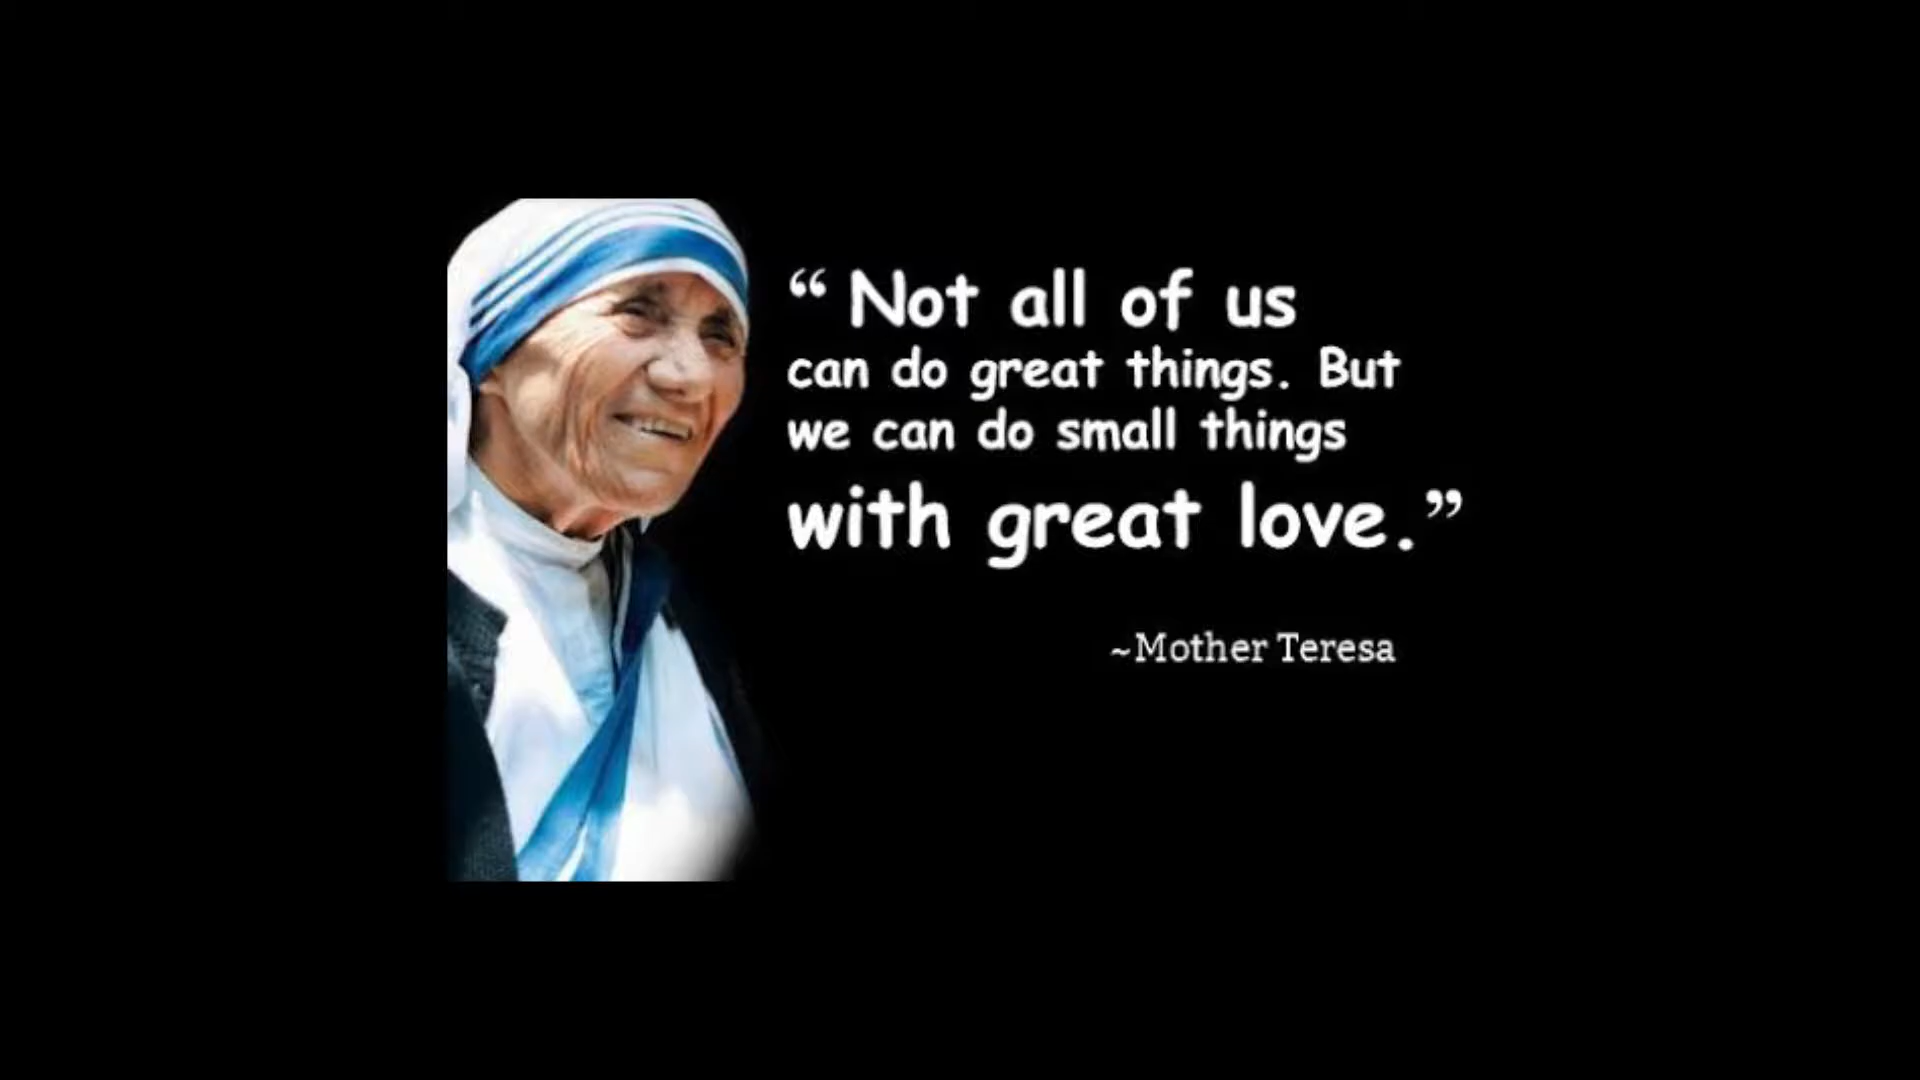 “ Not all of us
can do great things. But
we can do small things
with great love.”
~Mother Teresa